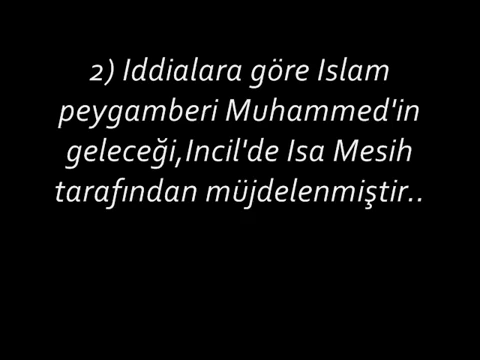 2) Iddialara göre Islam
peygamberi Muhammed'in
geleceği,Incil'de Isa Mesih
tarafından müjdelenmiştir..